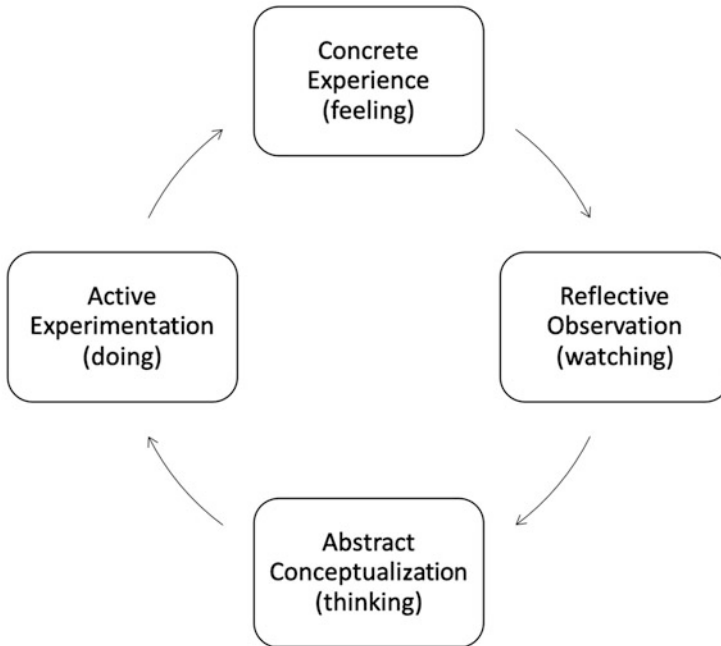 Concrete
Experience
(feeling)
Reflective
Observation
(watching)
Abstract
Conceptualization
(thinking)
Active
Experimentation
(doing)